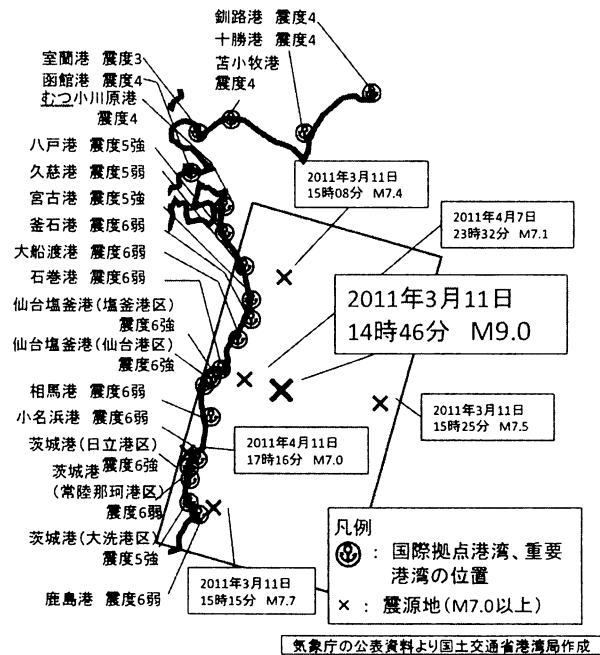 釧路港 震度4
十勝港 震度4
苫小牧港
震度4
室蘭港 震度3
函館港 震度4
むつ小川原港
震度4
八戸港 震度5強
久慈港 震度5弱
宮古港 震度5強
釜石港 震度6弱
大船渡港 震度6弱
石巻港 震度6弱
仙台塩釜港(塩釜港区)
震度6強
仙台塩釜港(仙台港区)
震度6強
相馬港 震度6弱
小名浜港 震度6弱
茨城港(日立港区)
震度6強
茨城港
(常陸那珂港区)
震度6弱
茨城港(大洗港区)
震度5強
鹿島港 震度6弱
2011年3月11日
15時08分 M7.4
2011年4月7日
23時32分 M7.1
2011年3月11日
14時46分 M9.0
2011年3月11日
15時25分 M7.5
2011年4月11日
17時16分 M7.0
2011年3月11日
15時15分 M7.7
凡例
: 国際拠点港湾、重要
港湾の位置
× : 震源地(M7.0以上)
気象庁の公表資料より国土交通省港湾局作成